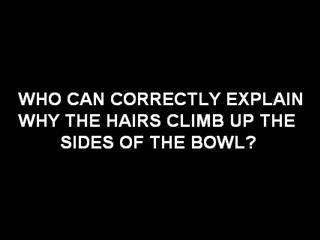 WHO CAN CORRECTLY EXPLAIN
WHY THE HAIRS CLIMB UP THE
SIDES OF THE BOWL?